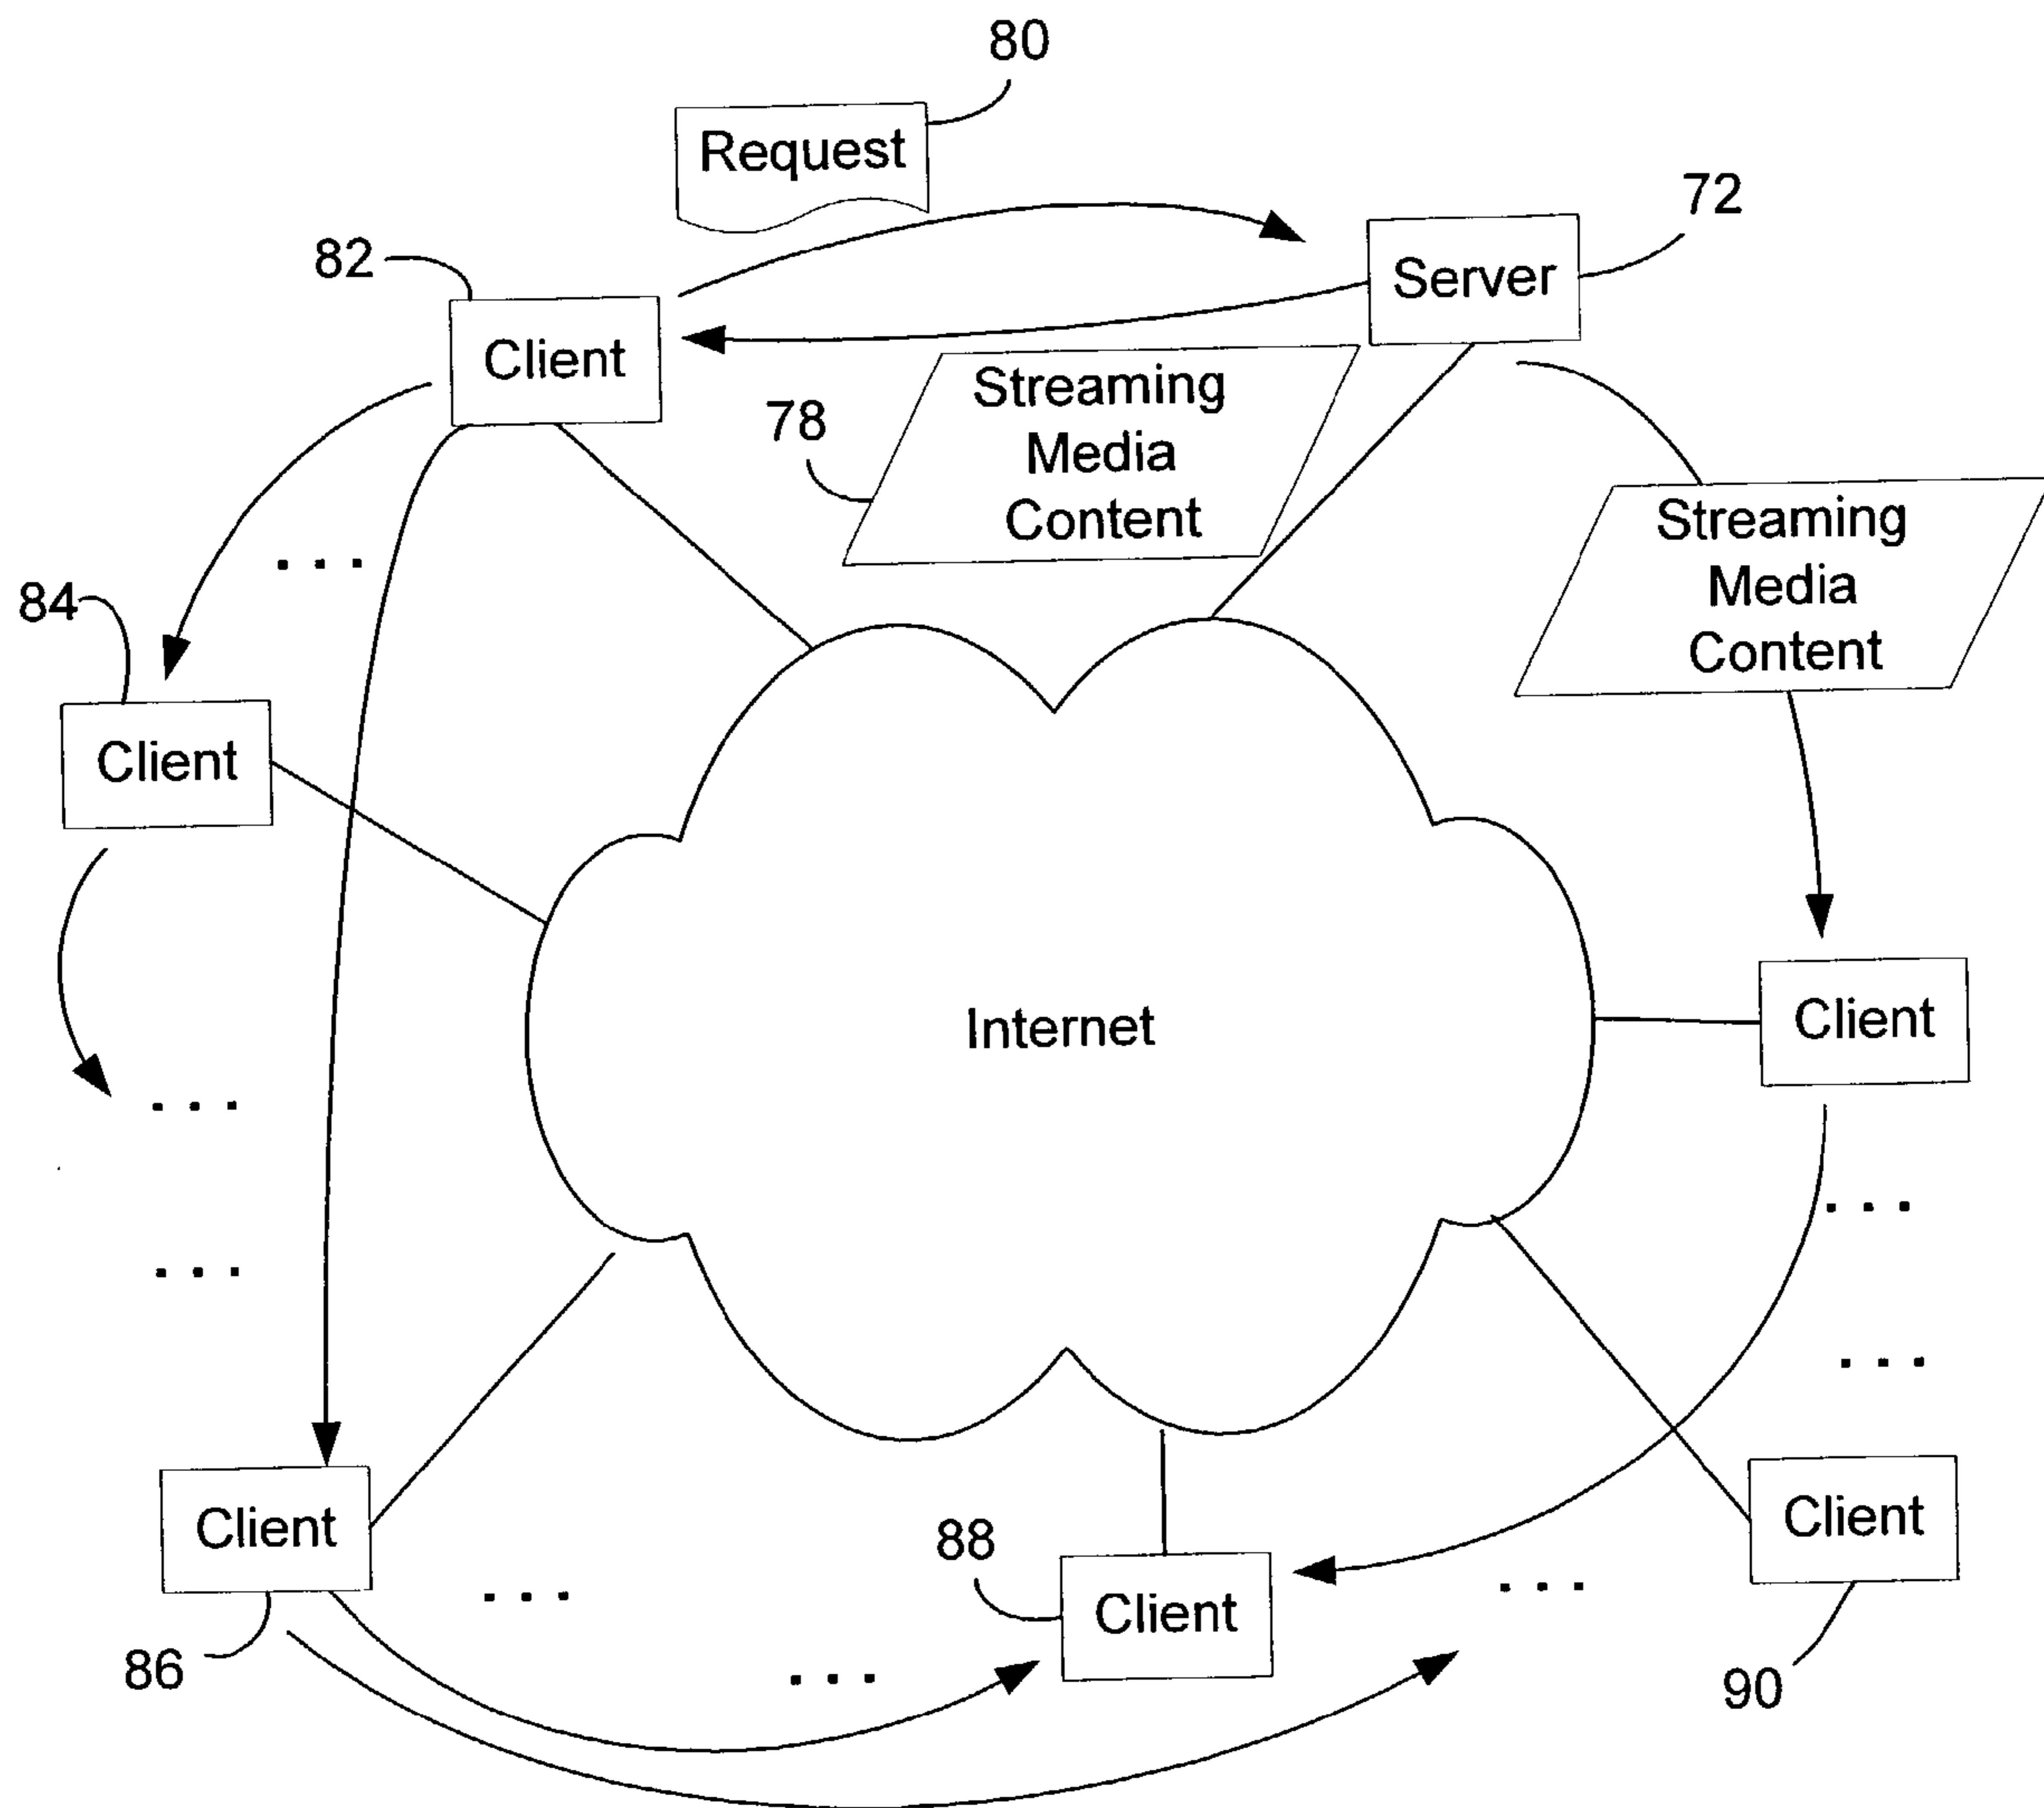 80
Request
72
82
Server
Client
Streaming
Media
Content
78
Streaming
Media
Content
84
Client
Internet
Client
Client
88
Client
Client
86
90